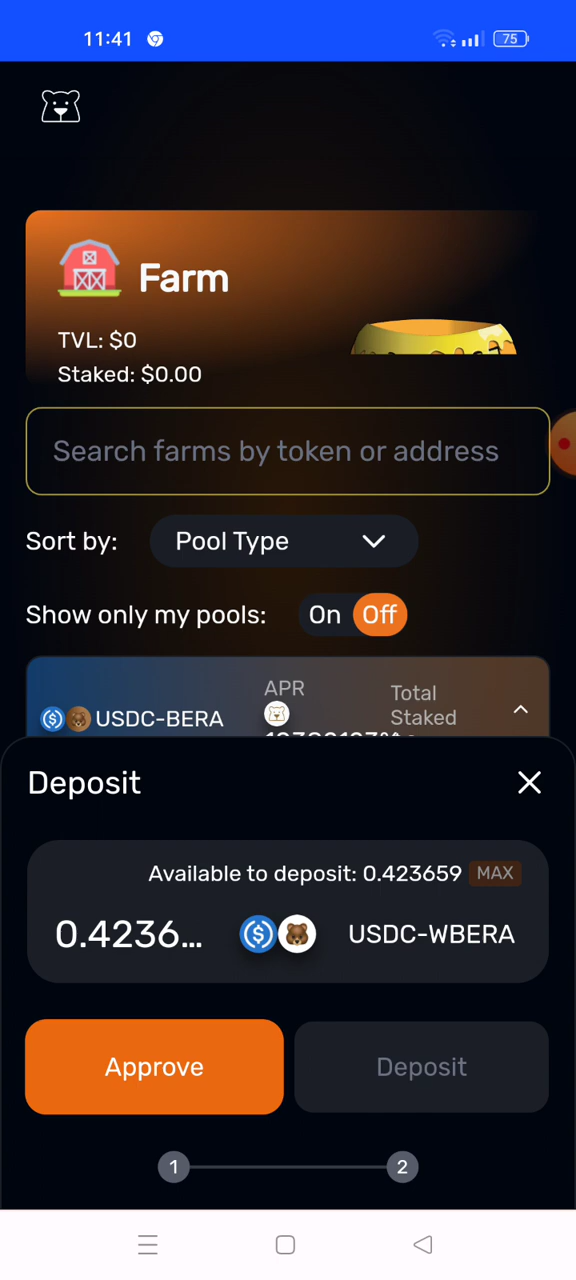 11:41
75
Farm
TVL: $0
Staked: $0.00
Search farms by token or address
Sort by: Pool Type
Show only my pools: On Off
USDC-BERA
APR
Total
Staked
Deposit
Available to deposit: 0.423659 MAX
0.4236... USDC-WBERA
Approve
Deposit
1
2